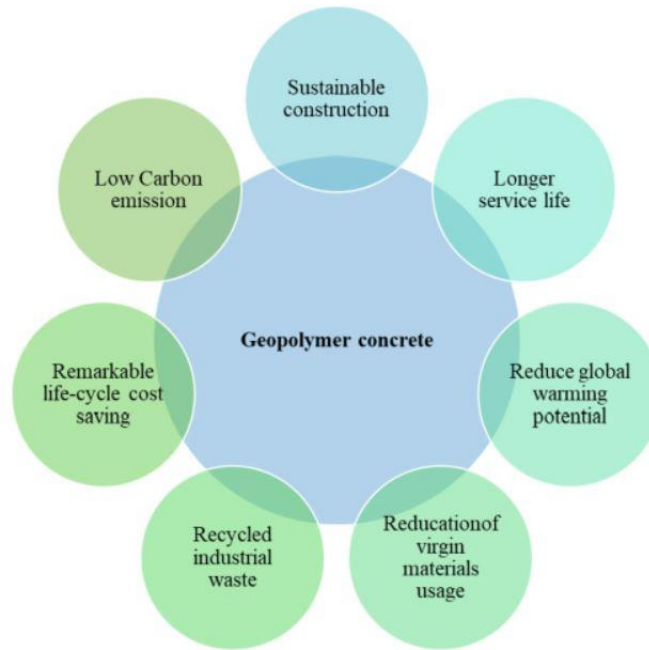 Sustainable
construction
Longer
service life
Reduce global
warming
potential
Reducationof
virgin
materials
usage
Recycled
industrial
waste
Remarkable
life-cycle cost
saving
Low Carbon
emission
Geopolymer concrete